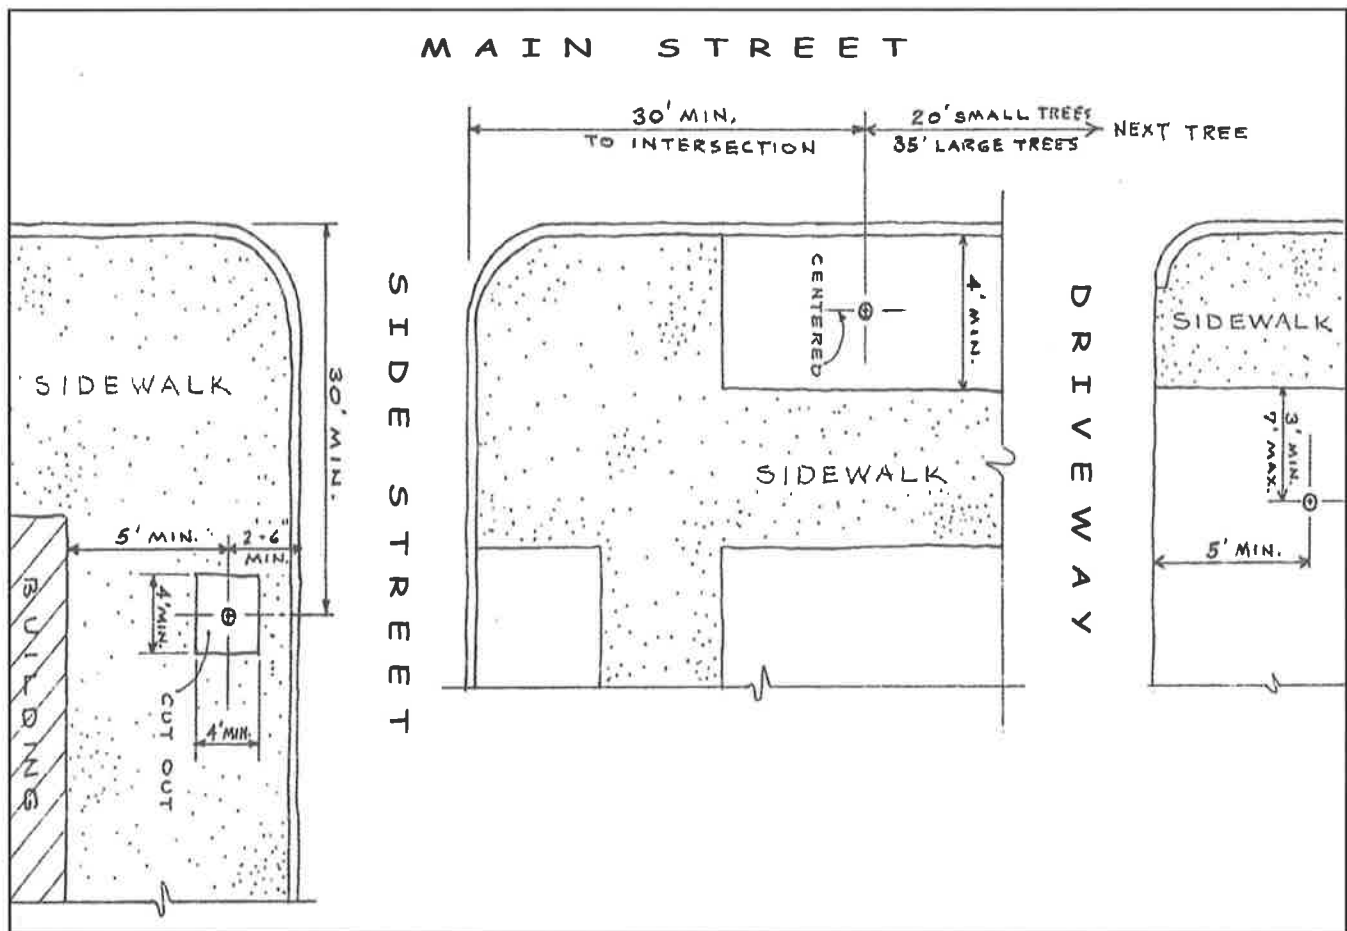 MAIN STREET
30' MIN.
TO INTERSECTION
20' SMALL TREES
35' LARGE TREES
NEXT TREE
SIDEWALK
30' MIN.
5' MIN.
2-6"
MIN.
4' MIN.
4' MIN.
CUT OUT
BUILDING
SIDE STREET
CENTERED
4' MIN.
SIDEWALK
DRIVEWAY
SIDEWALK
3' MIN.
7' MAX.
5' MIN.